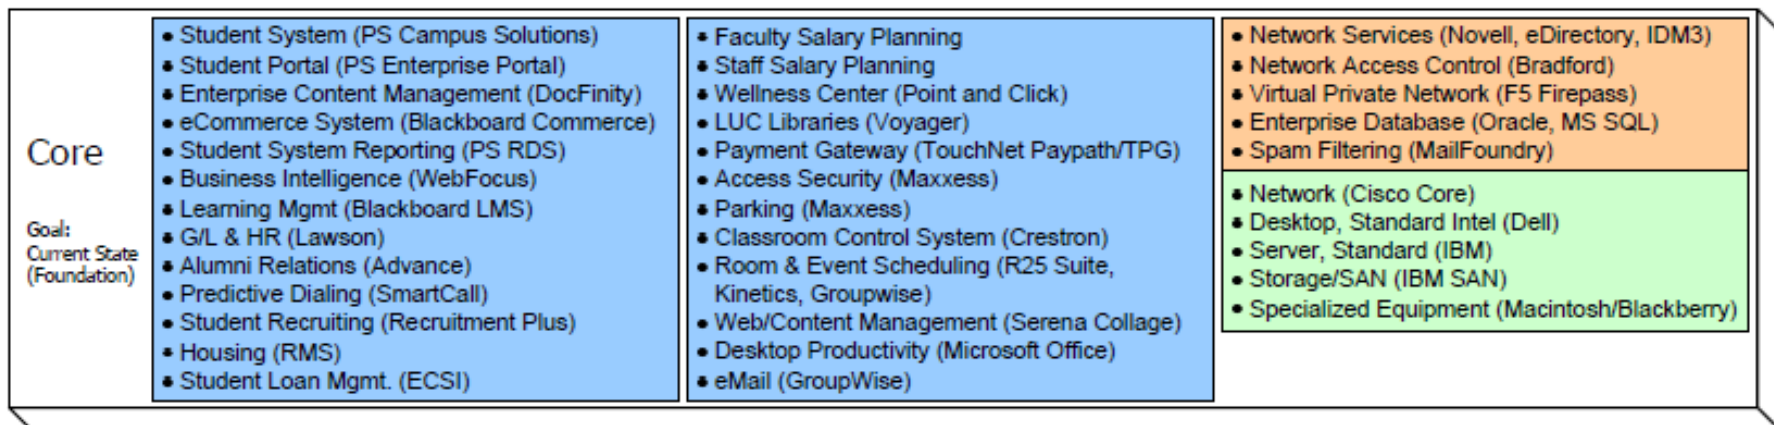 Core
Goal:
Current State
(Foundation)
• Student System (PS Campus Solutions)
• Student Portal (PS Enterprise Portal)
• Enterprise Content Management (DocFinity)
• eCommerce System (Blackboard Commerce)
• Student System Reporting (PS RDS)
• Business Intelligence (WebFocus)
• Learning Mgmt (Blackboard LMS)
• G/L & HR (Lawson)
• Alumni Relations (Advance)
• Predictive Dialing (SmartCall)
• Student Recruiting (Recruitment Plus)
• Housing (RMS)
• Student Loan Mgmt. (ECSI)
• Faculty Salary Planning
• Staff Salary Planning
• Wellness Center (Point and Click)
• LUC Libraries (Voyager)
• Payment Gateway (TouchNet Paypath/TPG)
• Access Security (Maxxess)
• Parking (Maxxess)
• Classroom Control System (Crestron)
• Room & Event Scheduling (R25 Suite,
Kinetics, Groupwise)
• Web/Content Management (Serena Collage)
• Desktop Productivity (Microsoft Office)
• eMail (GroupWise)
• Network Services (Novell, eDirectory, IDM3)
• Network Access Control (Bradford)
• Virtual Private Network (F5 Firepass)
• Enterprise Database (Oracle, MS SQL)
• Spam Filtering (MailFoundry)
• Network (Cisco Core)
• Desktop, Standard Intel (Dell)
• Server, Standard (IBM)
• Storage/SAN (IBM SAN)
• Specialized Equipment (Macintosh/Blackberry)